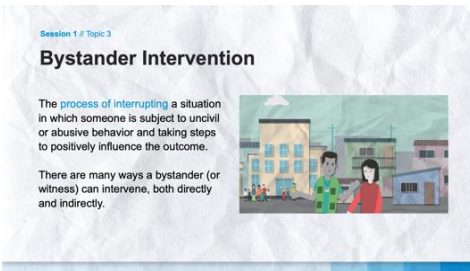 Session 1 // Topic 3
Bystander Intervention
The process of interrupting a situation
in which someone is subject to uncivil
or abusive behavior and taking steps
to positively influence the outcome.
There are many ways a bystander (or
witness) can intervene, both directly
and indirectly.